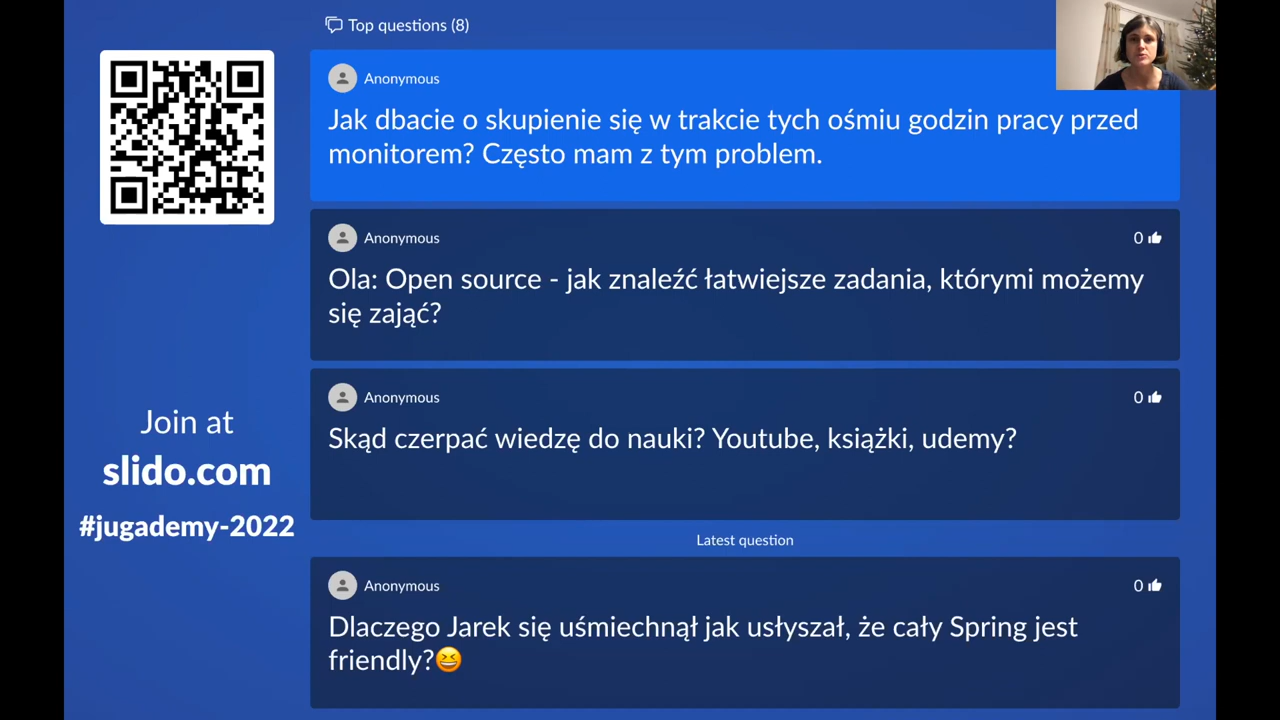 Top questions (8)
Anonymous
Jak dbacie o skupienie się w trakcie tych ośmiu godzin pracy przed
monitorem? Często mam z tym problem.
Anonymous
0
Ola: Open source - jak znaleźć łatwiejsze zadania, którymi możemy
się zająć?
Anonymous
0
Skąd czerpać wiedzę do nauki? Youtube, książki, udemy?
Join at
slido.com
#jugademy-2022
Latest question
Anonymous
0
Dlaczego Jarek się uśmiechnął jak usłyszał, że cały Spring jest
friendly?😆